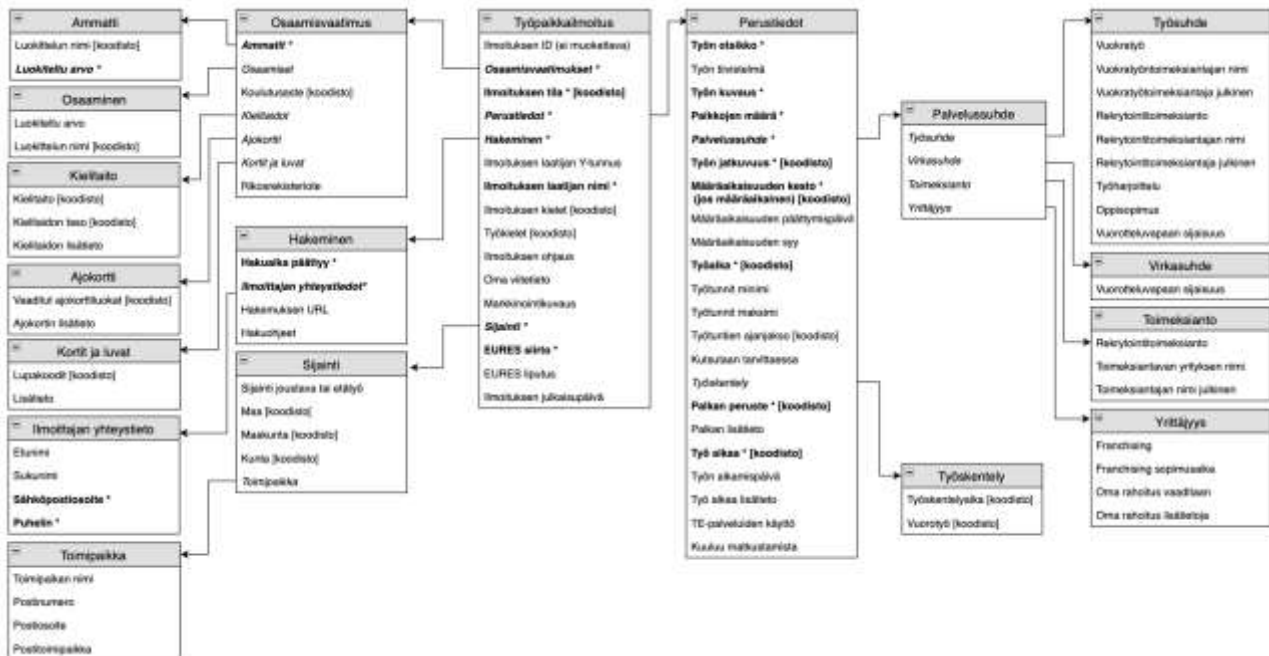 Ammatti
Luokittelun nimi [koodisto]
Luokiteltu arvo *
Osaaminen
Luokiteltu arvo
Luokittelun nimi [koodisto]
Kielitaito
Kielitaito [koodisto]
Kielitaidon taso [koodisto]
Kielitaidon lisätieto
Ajokortti
Vaaditut ajokorttiluokat [koodisto]
Ajokortin lisätieto
Kortit ja luvat
Lupakoodit [koodisto]
Lisätieto
Ilmoittajan yhteystieto
Etunimi
Sukunimi
Sähköpostiosoite *
Puhelin *
Toimipaikka
Toimipaikan nimi
Postinumero
Postiosoite
Postitoimipaikka
Osaamisvaatimus
Ammatti *
Osaamiset
Koulutusaste [koodisto]
Kielitaidot
Ajokortti
Kortit ja luvat
Rikosrekisteriote
Hakeminen
Hakuaika päättyy *
Ilmoittajan yhteystiedot*
Hakemuksen URL
Hakuohjeet
Sijainti
Sijainti joustava tai etätyö
Maa [koodisto]
Maakunta [koodisto]
Kunta [koodisto]
Toimipaikka
Työpaikkailmoitus
Ilmoituksen ID (ei muokattava)
Osaamisvaatimukset *
Ilmoituksen tila * [koodisto]
Perustiedot *
Hakeminen *
Ilmoituksen laatijan Y-tunnus
Ilmoituksen laatijan nimi *
Ilmoituksen kielet [koodisto]
Työkielet [koodisto]
Ilmoituksen ohjaus
Oma viitetieto
Markkinointikuvaus
Sijainti *
EURES siirto *
EURES liputus
Ilmoituksen julkaisupäivä
Perustiedot
Työn otsikko *
Työn tiivistelmä
Työn kuvaus *
Paikkojen määrä *
Palvelussuhde *
Työn jatkuvuus * [koodisto]
Määräaikaisuuden kesto *
(jos määräaikainen) [koodisto]
Määräaikaisuuden päättymispäivä
Määräaikaisuuden syy
Työaika * [koodisto]
Työtunnit minimi
Työtunnit maksimi
Työtuntien ajanjakso [koodisto]
Kutsutaan tarvittaessa
Työskentely
Palkan peruste * [koodisto]
Palkan lisätieto
Työ alkaa * [koodisto]
Työn alkamispäivä
Työ alkaa lisätieto
TE-palveluiden käyttö
Kuuluu matkustamista
Palvelussuhde
Työsuhde
Virkasuhde
Toimeksianto
Yrittäjyys
Työskentely
Työskentelyaika [koodisto]
Vuorotyö [koodisto]
Työsuhde
Vuokratyö
Vuokratyöntoimeksiantajan nimi
Vuokratyötoimeksiantaja julkinen
Rekrytointitoimeksianto
Rekrytointitoimeksiantajan nimi
Rekrytointitoimeksiantaja julkinen
Työharjoittelu
Oppisopimus
Vuorotteluvapaan sijaisuus
Virkasuhde
Vuorotteluvapaan sijaisuus
Toimeksianto
Rekrytointitoimeksianto
Toimeksiantavan yrityksen nimi
Toimeksiantajan nimi julkinen
Yrittäjyys
Franchising
Franchising sopimusaika
Oma rahoitus vaaditaan
Oma rahoitus lisätietoja